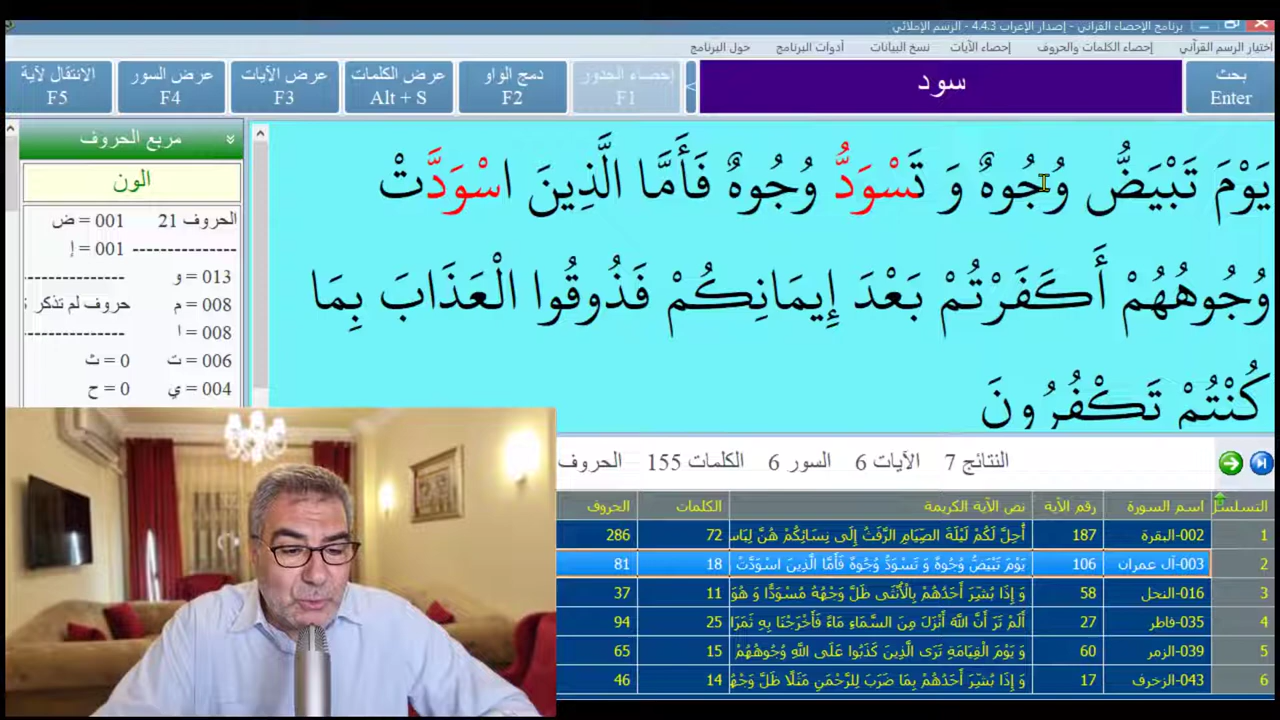 برنامج الإحصاء القرآني - إصدار الإعراب 4.4.3 - الرسم الإملائي
اختيار الرسم القرآني إحصاء الكلمات والحروف إحصاء الآيات نسخ البيانات أدوات البرنامج حول البرنامج
بحث
Enter
سود
<
إحصاء الجذور
F1
دمج الواو
F2
عرض الكلمات
Alt + S
عرض الآيات
F3
عرض السور
F4
الانتقال لآية
F5
يَوْمَ تَبْيَضُّ وُجُوهٌ وَ تَسْوَدُّ وُجُوهٌ فَأَمَّا الَّذِينَ اسْوَدَّتْ
وُجُوهُهُمْ أَكَفَرْتُمْ بَعْدَ إِيمَانِكُمْ فَذُوقُوا الْعَذَابَ بِمَا
كُنْتُمْ تَكْفُرُونَ
مربع الحروف
الون
الحروف 21 001 = ض
--------------- 001 = إ
013 = و ---------------
008 = م حروف لم تذكر
008 = ا ---------------
006 = ت 0 = ث
004 = ي 0 = ح
النتائج 7 الآيات 6 السور 6 الكلمات 155 الحروف
التسلسل اسم السورة رقم الآية نص الآية الكريمة الكلمات الحروف
1 002-البقرة 187 أُحِلَّ لَكُمْ لَيْلَةَ الصِّيَامِ الرَّفَثُ إِلَى نِسَائِكُمْ هُنَّ 72 286
2 003-آل عمران 106 يَوْمَ تَبْيَضُّ وُجُوهٌ وَ تَسْوَدُّ وُجُوهٌ فَأَمَّا الَّذِينَ اسْوَدَّتْ 18 81
3 016-النحل 58 وَ إِذَا بُشِّرَ أَحَدُهُمْ بِالْأُنْثَى ظَلَّ وَجْهُهُ مُسْوَدًّا وَ هُوَ 11 37
4 035-فاطر 27 أَلَمْ تَرَ أَنَّ اللَّهَ أَنْزَلَ مِنَ السَّمَاءِ مَاءً فَأَخْرَجْنَا بِهِ 25 94
5 039-الزمر 60 وَ يَوْمَ الْقِيَامَةِ تَرَى الَّذِينَ كَذَبُوا عَلَى اللَّهِ وُجُوهُهُمْ 15 65
6 043-الزخرف 17 وَ إِذَا بُشِّرَ أَحَدُهُمْ بِمَا ضَرَبَ لِلرَّحْمَنِ مَثَلًا ظَلَّ 14 46